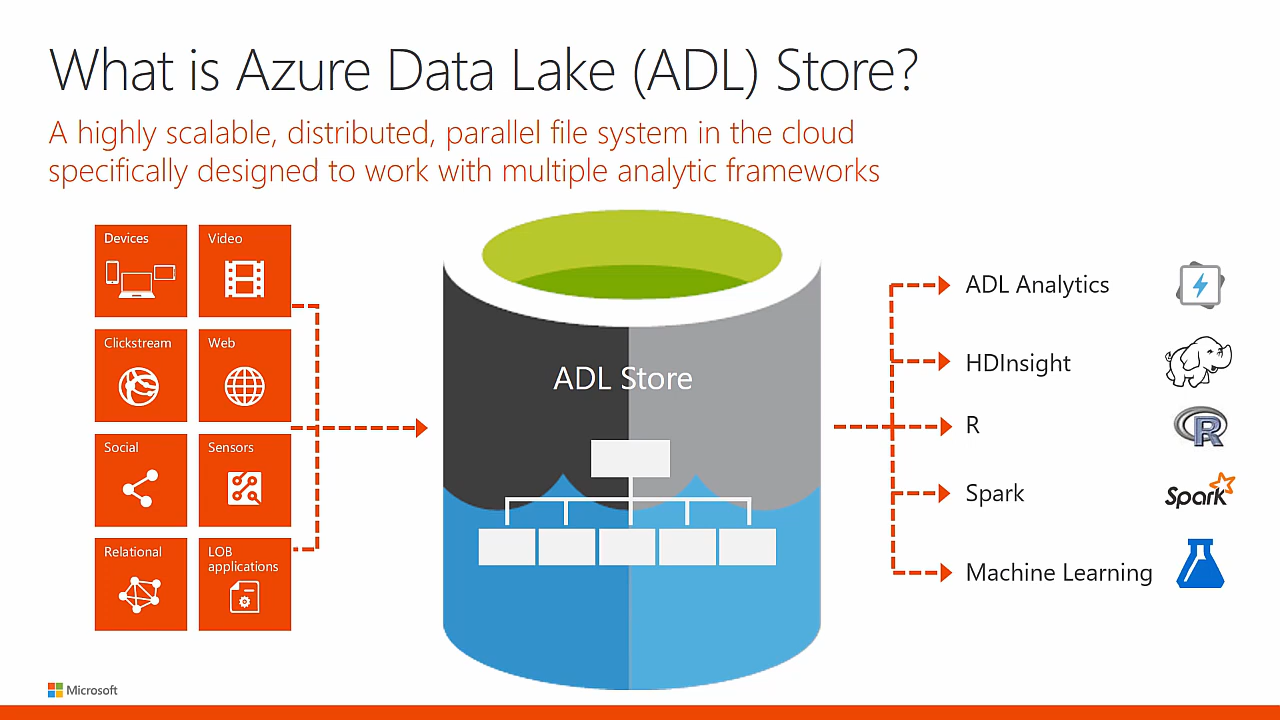 What is Azure Data Lake (ADL) Store?
A highly scalable, distributed, parallel file system in the cloud
specifically designed to work with multiple analytic frameworks
Devices
Video
Clickstream
Web
Social
Sensors
Relational
LOB
applications
ADL Store
ADL Analytics
HDInsight
R
R
Spark
Spark
Machine Learning
Microsoft